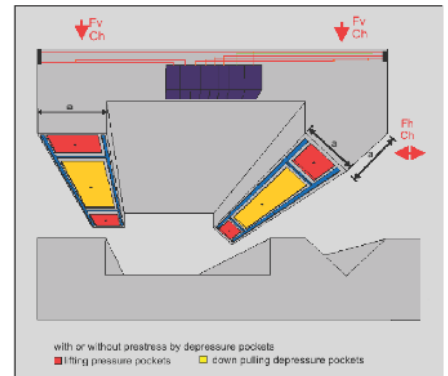 Fv
Ch
Fv
Ch
a
a
a
Fh
Ch
with or without prestress by depressure pockets
lifting pressure pockets
down pulling depressure pockets